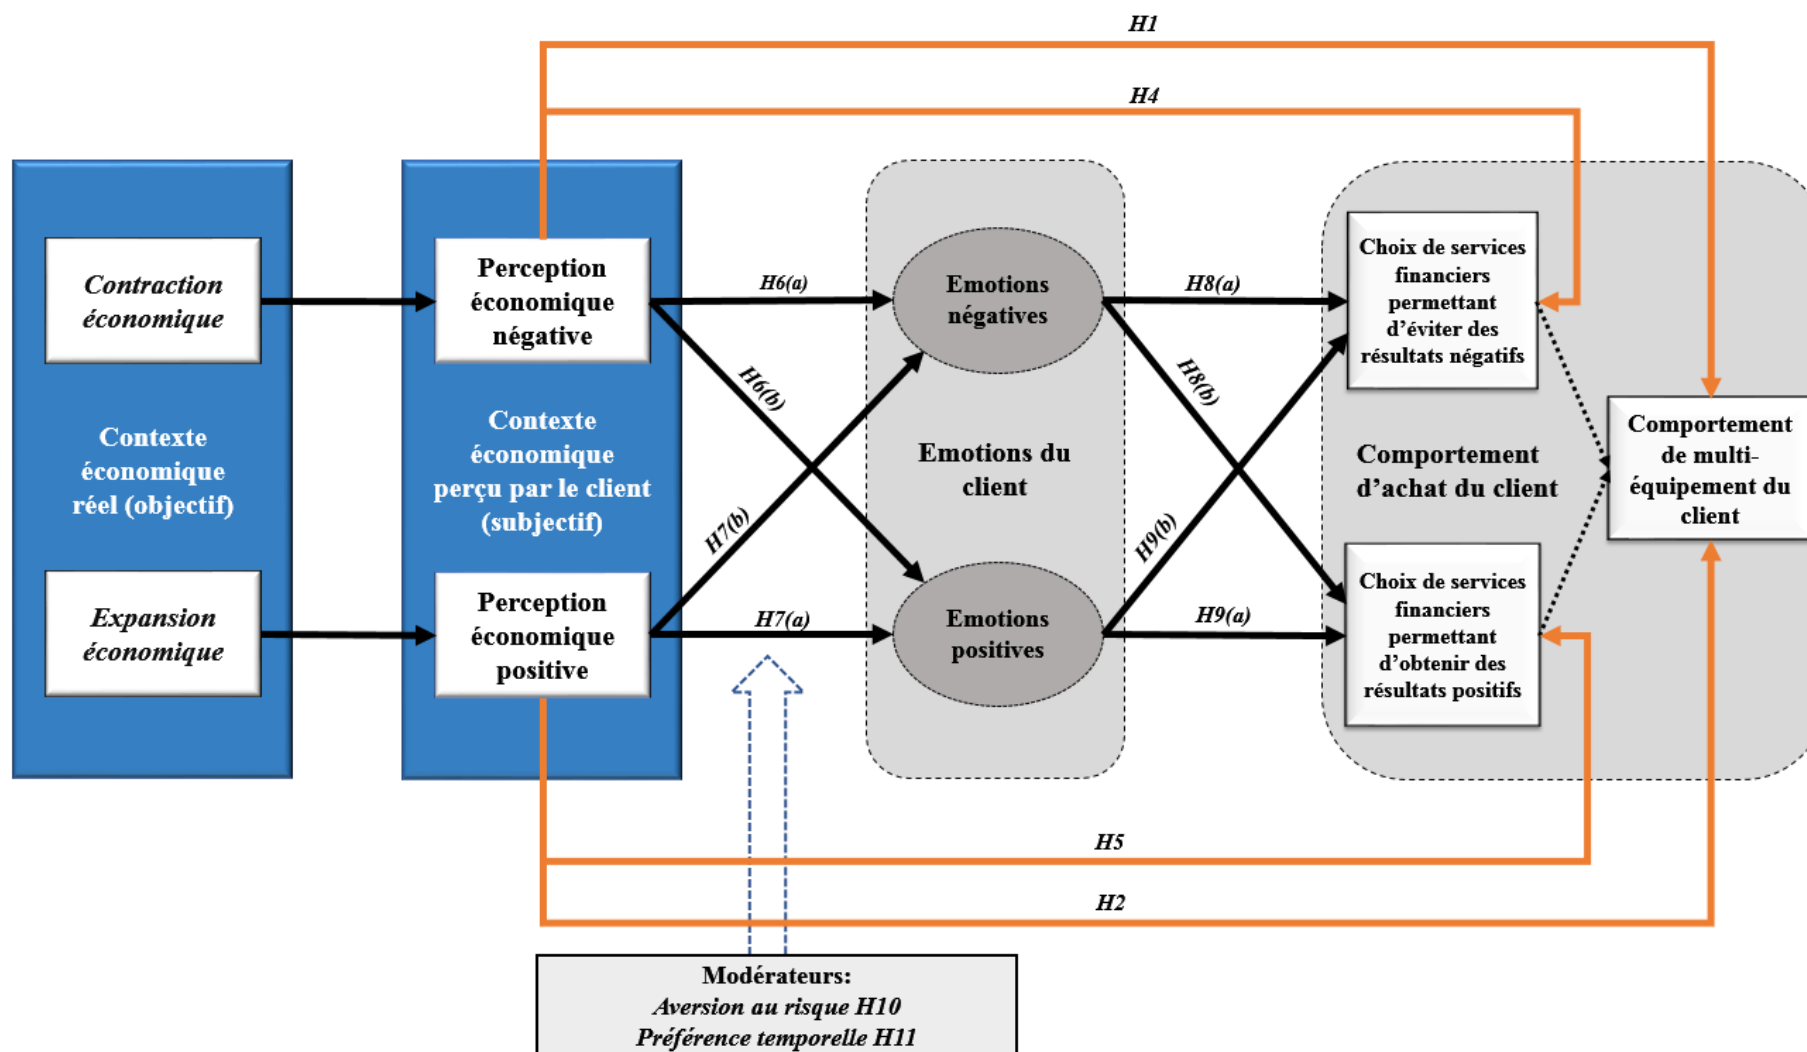 H1
H4
Contraction
économique
Contexte
économique
réel (objectif)
Expansion
économique
Perception
économique
négative
Contexte
économique
perçu par le client
(subjectif)
Perception
économique
positive
H6(a)
H6(b)
H7(b)
H7(a)
Emotions
négatives
Emotions du
client
Emotions
positives
H8(a)
H8(b)
H9(b)
H9(a)
Choix de services
financiers
permettant
d’éviter des
résultats négatifs
Comportement
d’achat du client
Choix de services
financiers
permettant
d’obtenir des
résultats positifs
Comportement
de multi-
équipement du
client
H5
H2
Modérateurs:
Aversion au risque H10
Préférence temporelle H11